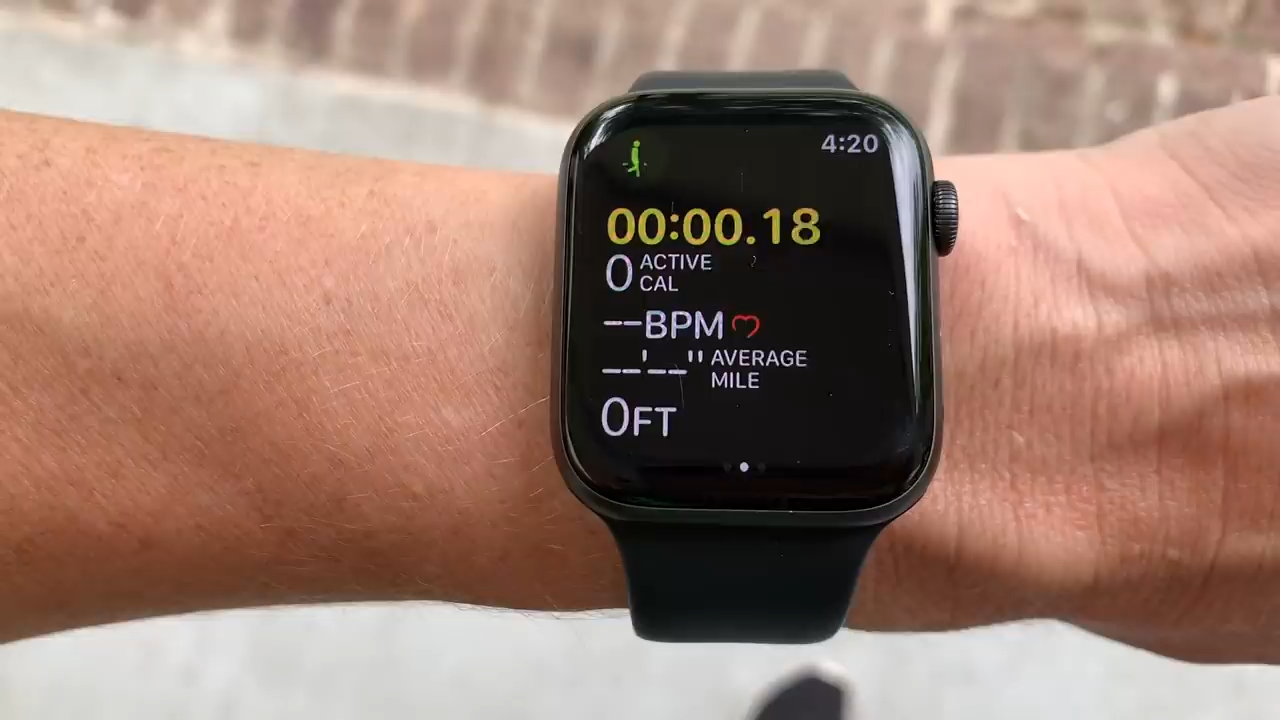 4:20
00:00.18
0 ACTIVE
CAL
--BPM
--'--" AVERAGE
MILE
0FT